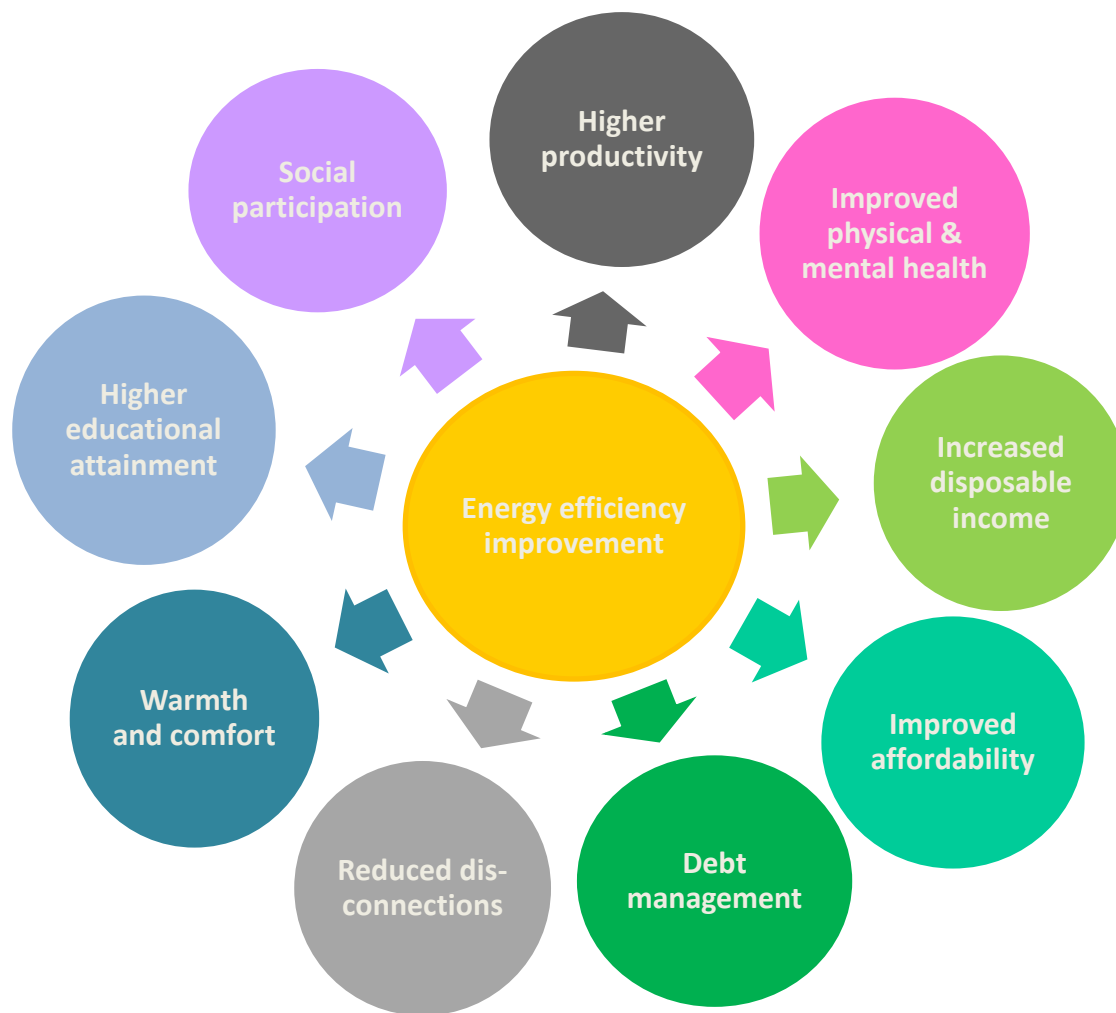 Higher
productivity
Social
participation
Improved
physical &
mental health
Higher
educational
attainment
Increased
disposable
income
Energy efficiency
improvement
Warmth
and comfort
Improved
affordability
Reduced dis-
connections
Debt
management